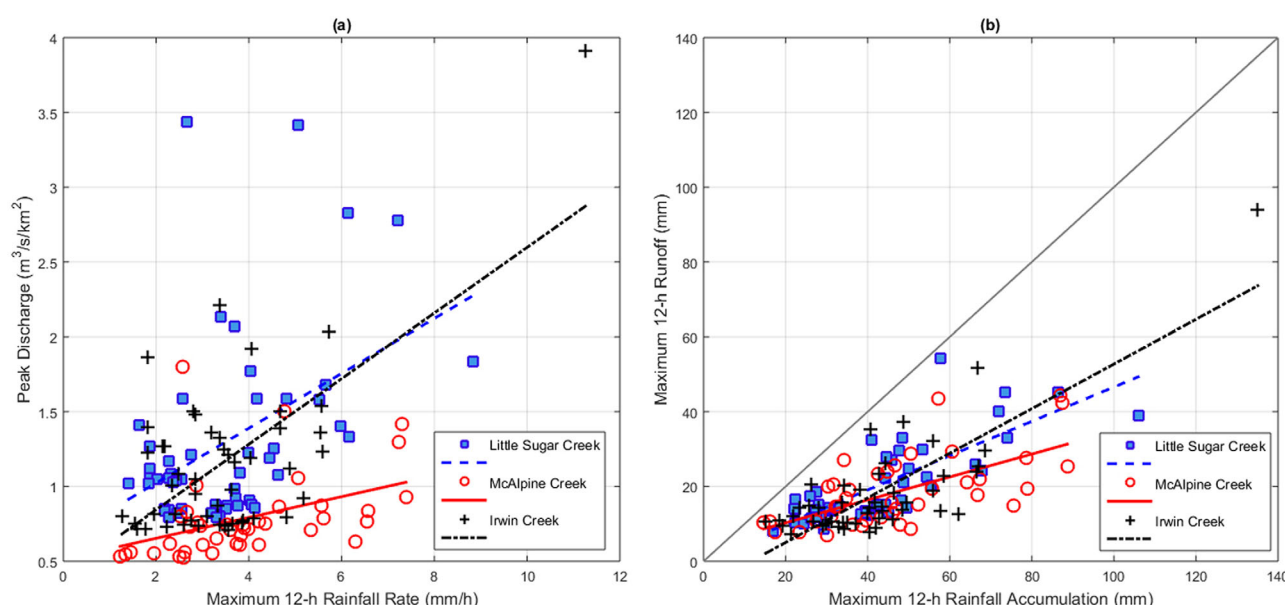 (a)
4
3.5
3
2.5
2
1.5
1
0.5
0
2
4
6
8
10
12
Peak Discharge (m³/s/km²)
Maximum 12-h Rainfall Rate (mm/h)
Little Sugar Creek
McAlpine Creek
Irwin Creek
(b)
140
120
100
80
60
40
20
0
0
20
40
60
80
100
120
140
Maximum 12-h Runoff (mm)
Maximum 12-h Rainfall Accumulation (mm)
Little Sugar Creek
McAlpine Creek
Irwin Creek